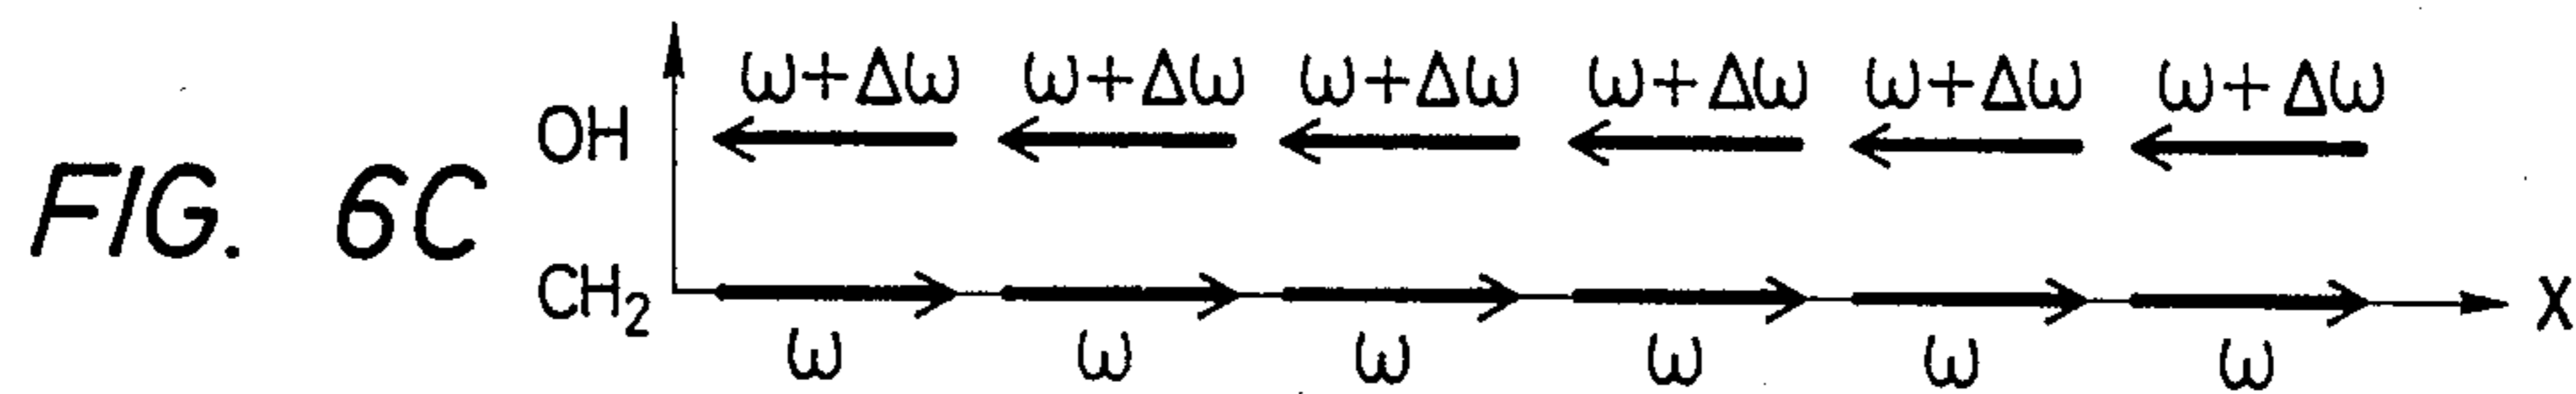 ω+Δω ω+Δω ω+Δω ω+Δω ω+Δω ω+Δω
OH
FIG. 6C
CH₂ X
ω ω ω ω ω ω